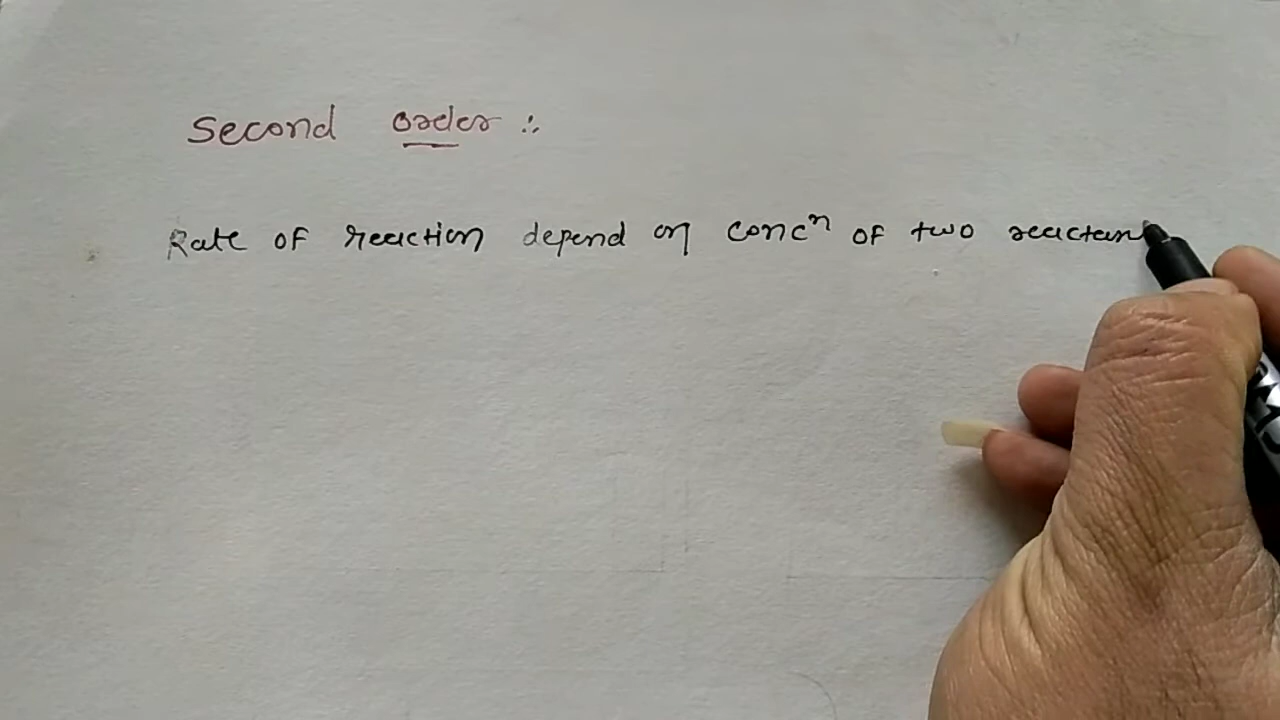 Second order :.
Rate of reaction depend on concⁿ of two reactan